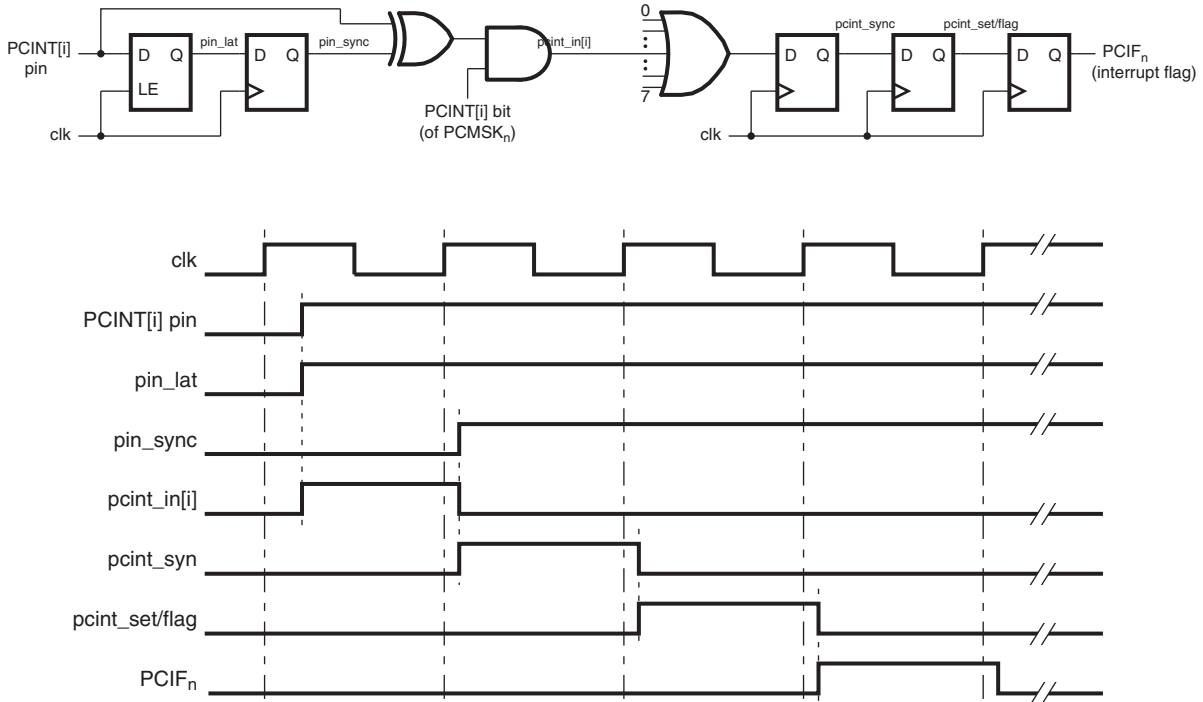 PCINT[i]
pin
D Q
LE
clk
pin_lat
D Q
pin_sync
PCINT[i] bit
(of PCMSKn)
pcint_in[i]
0
7
clk
D Q
pcint_sync
D Q
pcint_set/flag
D Q
PCIFn
(interrupt flag)
clk
PCINT[i] pin
pin_lat
pin_sync
pcint_in[i]
pcint_syn
pcint_set/flag
PCIFn